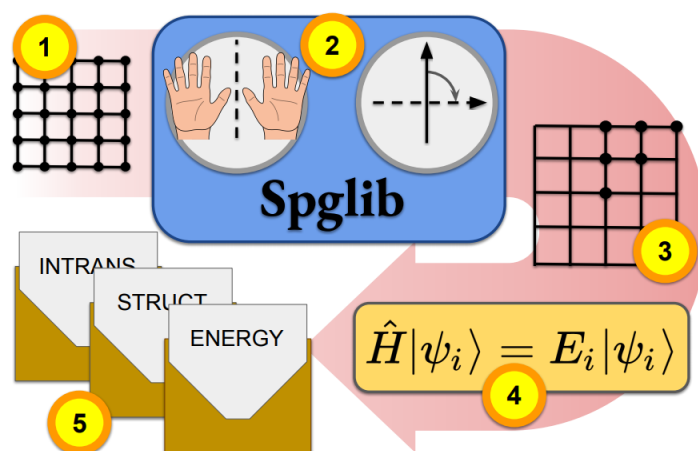 1
2
Spglib
3
Ĥ|ψᵢ⟩ = Eᵢ|ψᵢ⟩
4
INTRANS
STRUCT
ENERGY
5